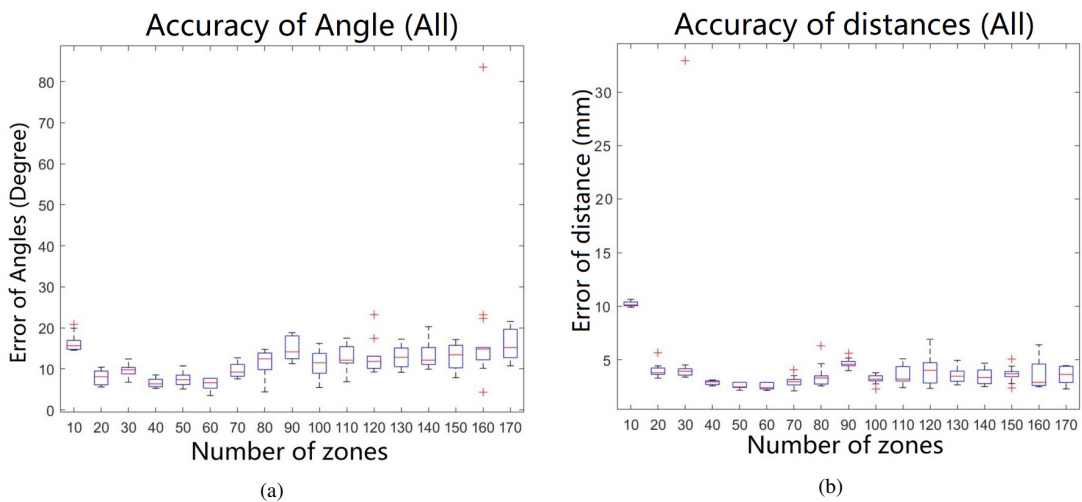 Accuracy of Angle (All)
Error of Angles (Degree)
80
70
60
50
40
30
20
10
0
10 20 30 40 50 60 70 80 90 100 110 120 130 140 150 160 170
Number of zones
(a)
Accuracy of distances (All)
Error of distance (mm)
30
25
20
15
10
5
10 20 30 40 50 60 70 80 90 100 110 120 130 140 150 160 170
Number of zones
(b)